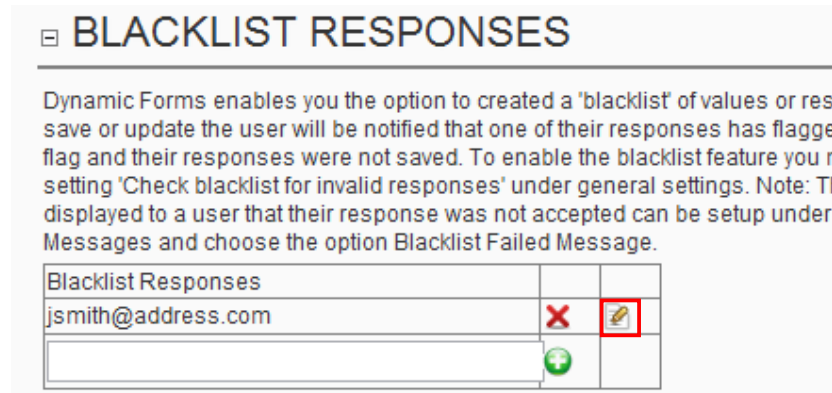 BLACKLIST RESPONSES
Dynamic Forms enables you the option to created a 'blacklist' of values or res
save or update the user will be notified that one of their responses has flagge
flag and their responses were not saved. To enable the blacklist feature you
setting 'Check blacklist for invalid responses' under general settings. Note: T
displayed to a user that their response was not accepted can be setup under
Messages and choose the option Blacklist Failed Message.
Blacklist Responses
jsmith@address.com